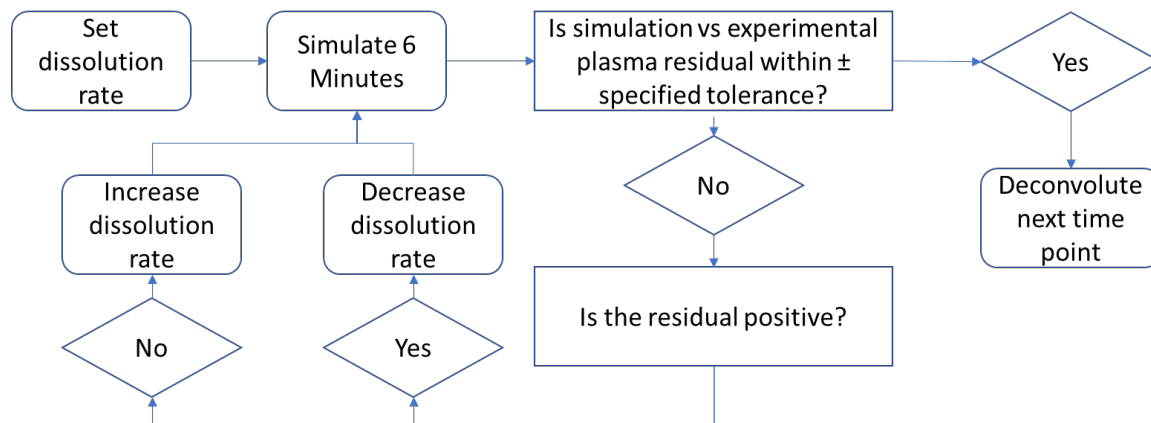 Set
dissolution
rate
Simulate 6
Minutes
Is simulation vs experimental
plasma residual within ±
specified tolerance?
Yes
Increase
dissolution
rate
Decrease
dissolution
rate
No
Deconvolute
next time
point
No
Yes
Is the residual positive?